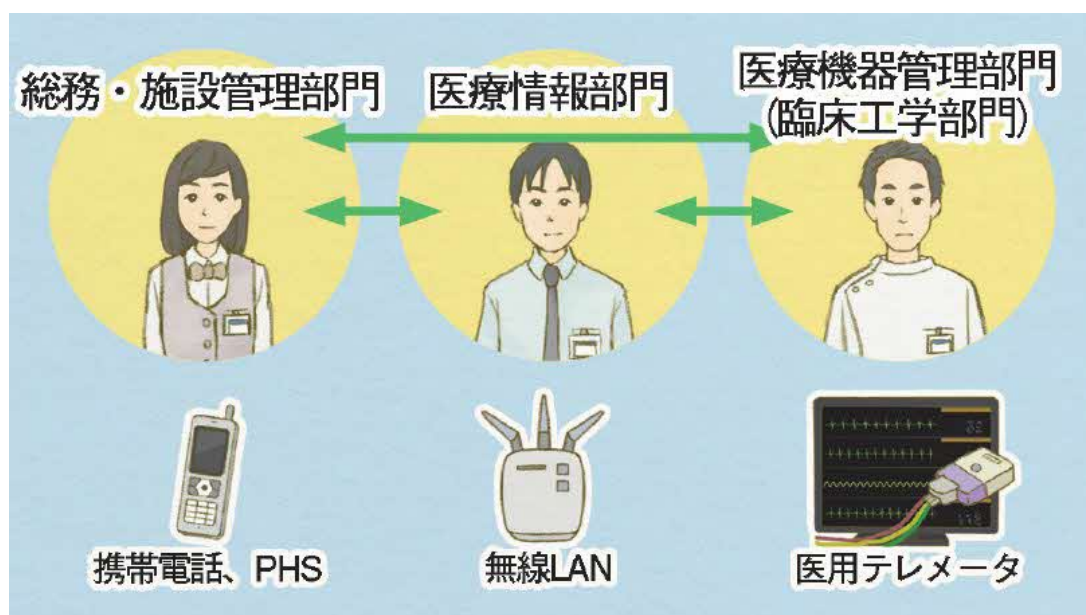 総務・施設管理部門
医療情報部門
医療機器管理部門
(臨床工学部門)
携帯電話、PHS
無線LAN
医用テレメータ